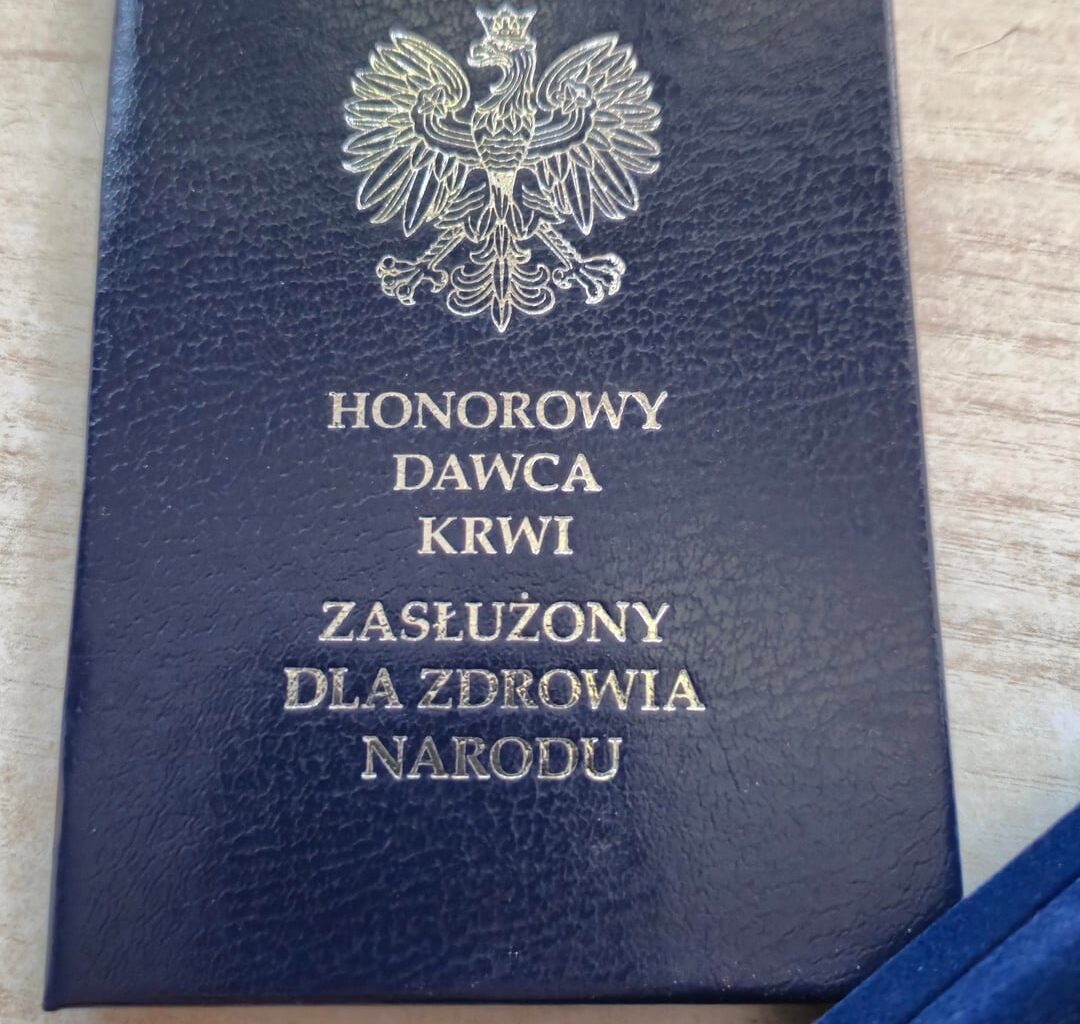 HONOROWY
DAWCA
KRWI
ZASŁUŻONY
DLA ZDROWIA
NARODU